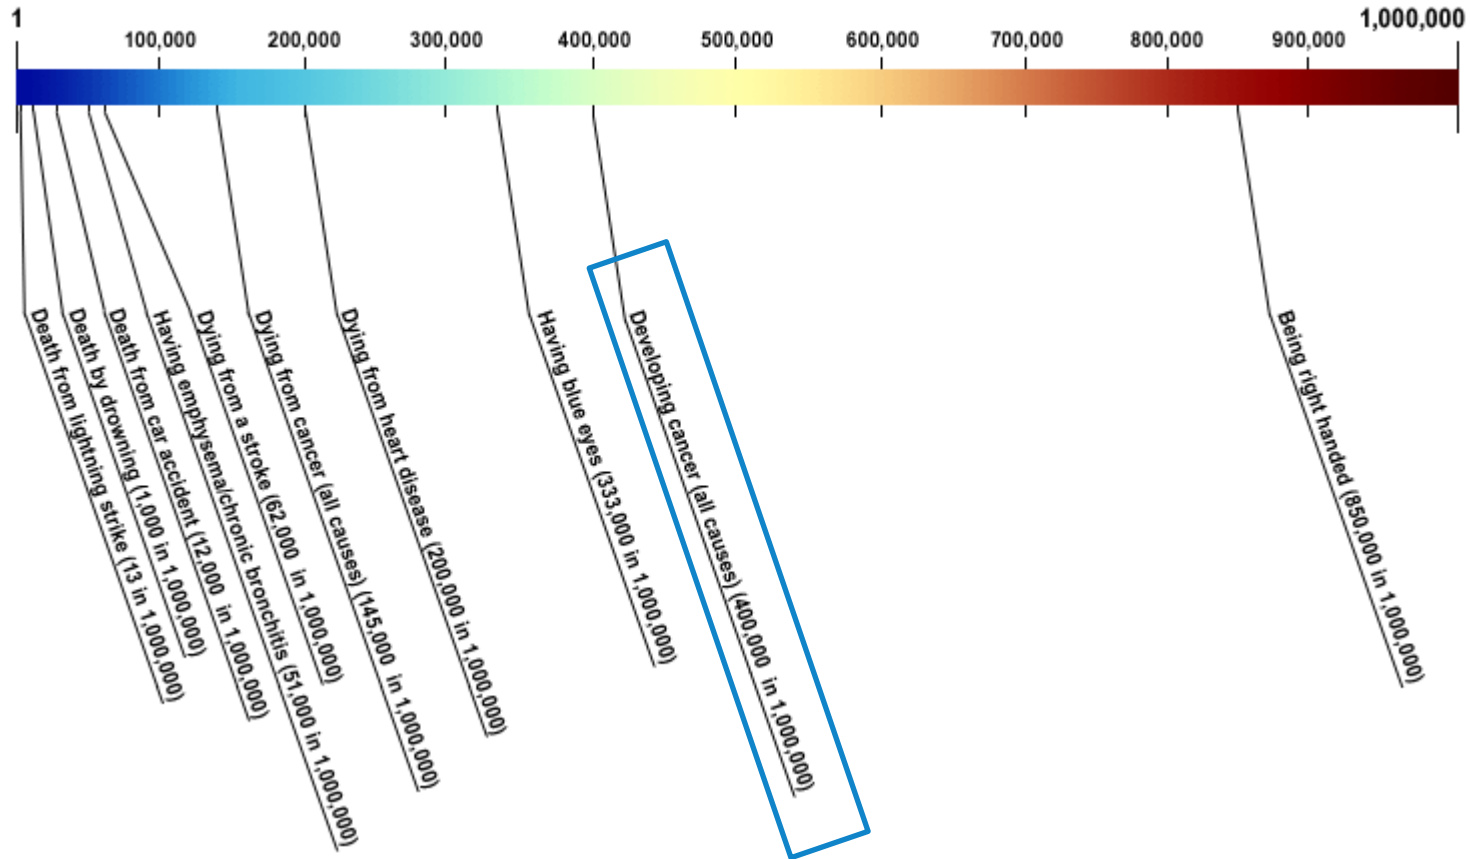 1
1,000,000
100,000
200,000
300,000
400,000
500,000
600,000
700,000
800,000
900,000
Death from lightning strike (13 in 1,000,000)
Death by drowning (1,000 in 1,000,000)
Death from car accident (12,000 in 1,000,000)
Having emphysema/chronic bronchitis (51,000 in 1,000,000)
Dying from a stroke (62,000 in 1,000,000)
Dying from cancer (all causes) (145,000 in 1,000,000)
Dying from heart disease (200,000 in 1,000,000)
Having blue eyes (333,000 in 1,000,000)
Developing cancer (all causes) (400,000 in 1,000,000)
Being right handed (850,000 in 1,000,000)